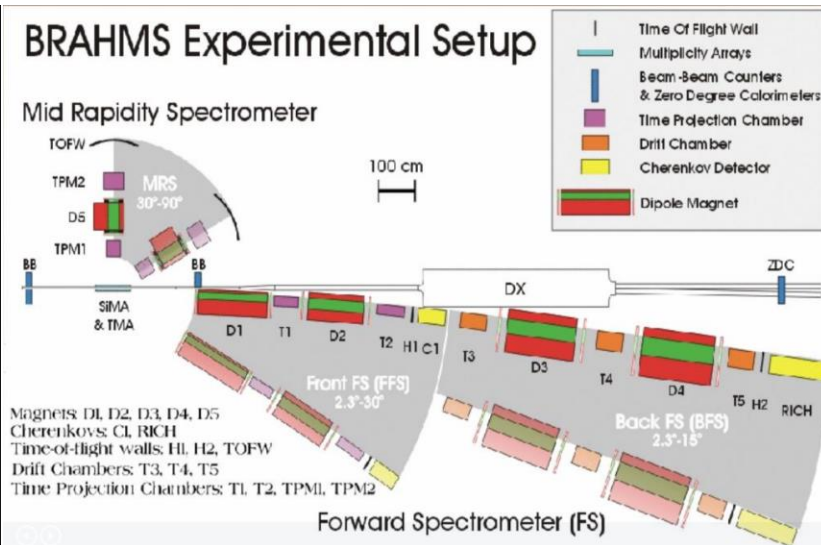 BRAHMS Experimental Setup
Mid Rapidity Spectrometer
Time Of Flight Wall
Multiplicity Arrays
Beam-Beam Counters
& Zero Degree Calorimeters
Time Projection Chamber
Drift Chamber
Cherenkov Detector
Dipole Magnet
TOFW
TPM2
D5
TPM1
MRS
30°-90°
100 cm
BB
BB
SiMA
& TMA
DX
ZDC
D1
T1
D2
T2
H1
C1
T3
D3
T4
D4
T5
H2
RICH
Front FS (FFS)
2.3°-30°
Back FS (BFS)
2.3°-15°
Magnets: D1, D2, D3, D4, D5
Cherenkovs: C1, RICH
Time-of-flight walls: H1, H2, TOFW
Drift Chambers: T3, T4, T5
Time Projection Chambers: T1, T2, TPM1, TPM2
Forward Spectrometer (FS)